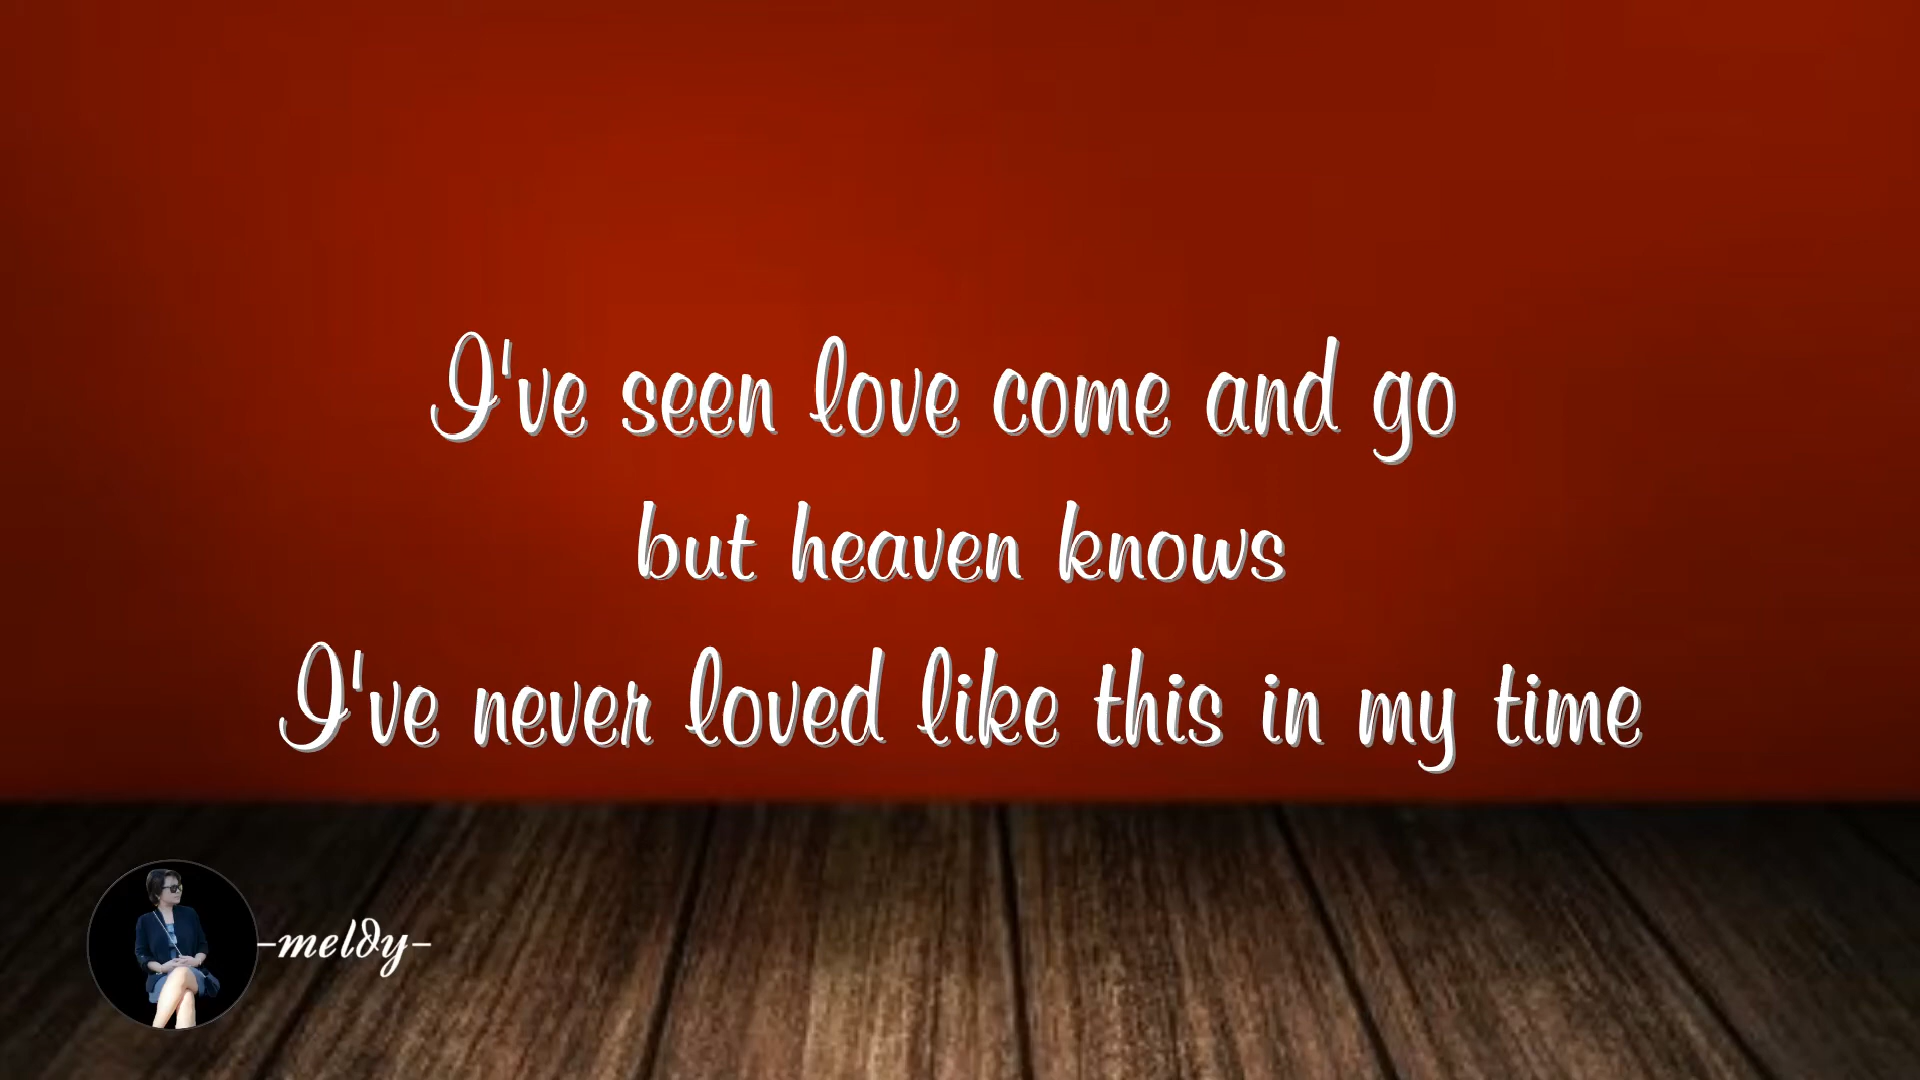 I've seen love come and go
but heaven knows
I've never loved like this in my time
-meldy-